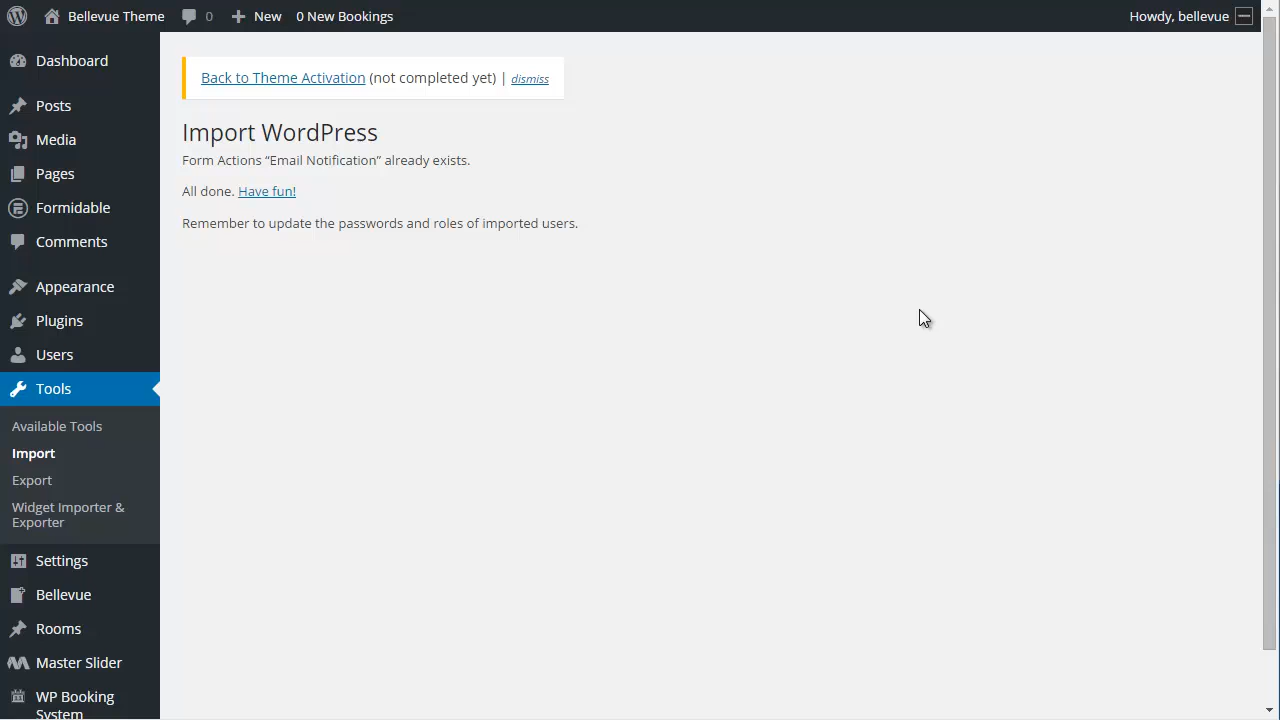 Bellevue Theme 0 New 0 New Bookings Howdy, bellevue
Dashboard
Posts
Media
Pages
Formidable
Comments
Appearance
Plugins
Users
Tools
Available Tools
Import
Export
Widget Importer &
Exporter
Settings
Bellevue
Rooms
Master Slider
WP Booking
System
Back to Theme Activation (not completed yet) | dismiss
Import WordPress
Form Actions “Email Notification” already exists.
All done. Have fun!
Remember to update the passwords and roles of imported users.